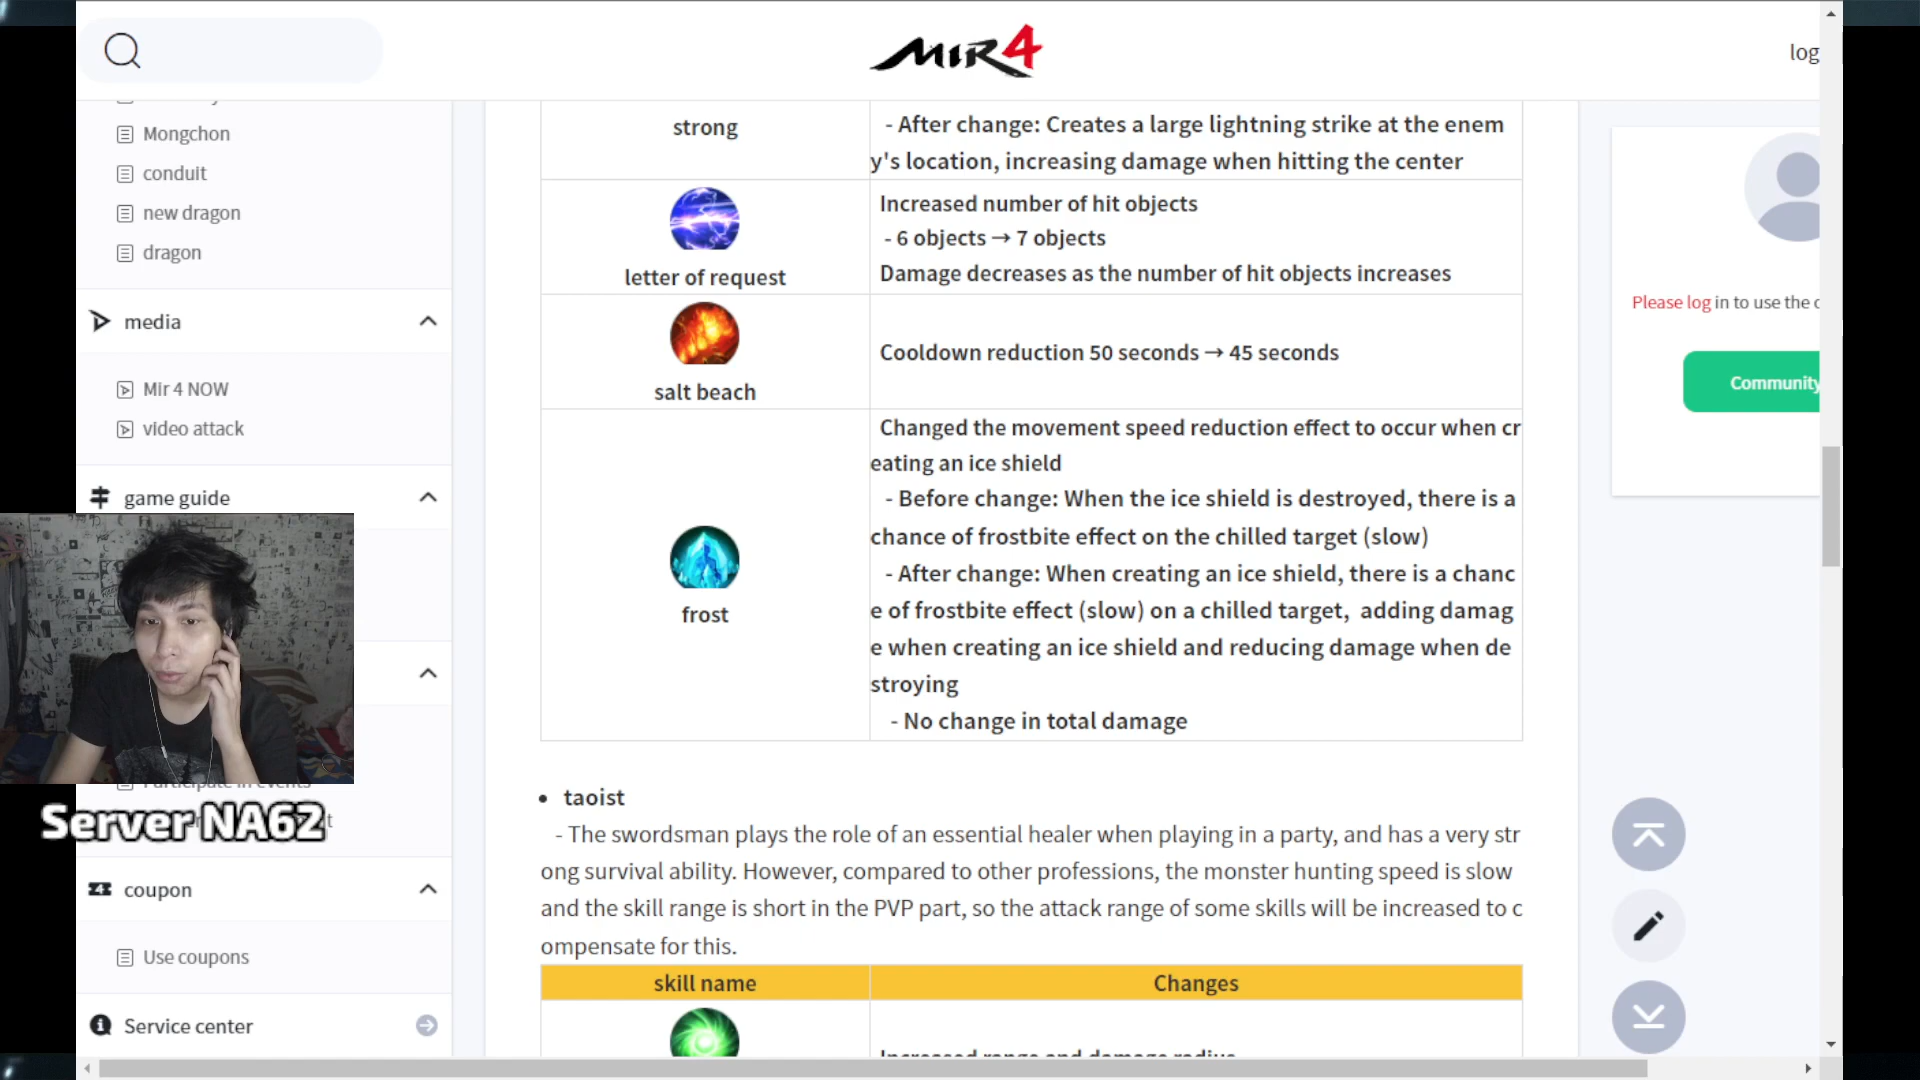 MIR4
log
Mongchon
conduit
new dragon
dragon
media
Mir 4 NOW
video attack
game guide
Participate in events
Server NA62
coupon
Use coupons
Service center
strong
- After change: Creates a large lightning strike at the enem
y's location, increasing damage when hitting the center
letter of request
Increased number of hit objects
- 6 objects → 7 objects
Damage decreases as the number of hit objects increases
salt beach
Cooldown reduction 50 seconds → 45 seconds
frost
Changed the movement speed reduction effect to occur when cr
eating an ice shield
- Before change: When the ice shield is destroyed, there is a
chance of frostbite effect on the chilled target (slow)
- After change: When creating an ice shield, there is a chanc
e of frostbite effect (slow) on a chilled target, adding damag
e when creating an ice shield and reducing damage when de
stroying
- No change in total damage
• taoist
- The swordsman plays the role of an essential healer when playing in a party, and has a very str
ong survival ability. However, compared to other professions, the monster hunting speed is slow
and the skill range is short in the PVP part, so the attack range of some skills will be increased to c
ompensate for this.
skill name Changes
Increased range and damage radius
Please log in to use the c
Community